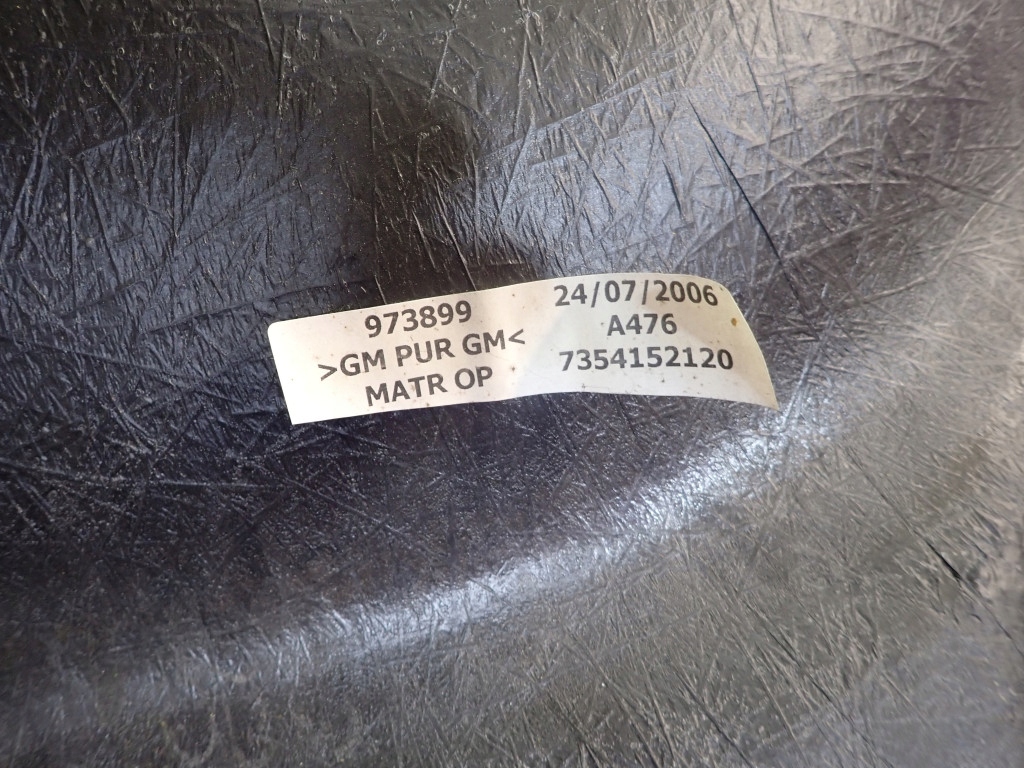 973899
>GM PUR GM<
MATR OP
24/07/2006
A476
7354152120